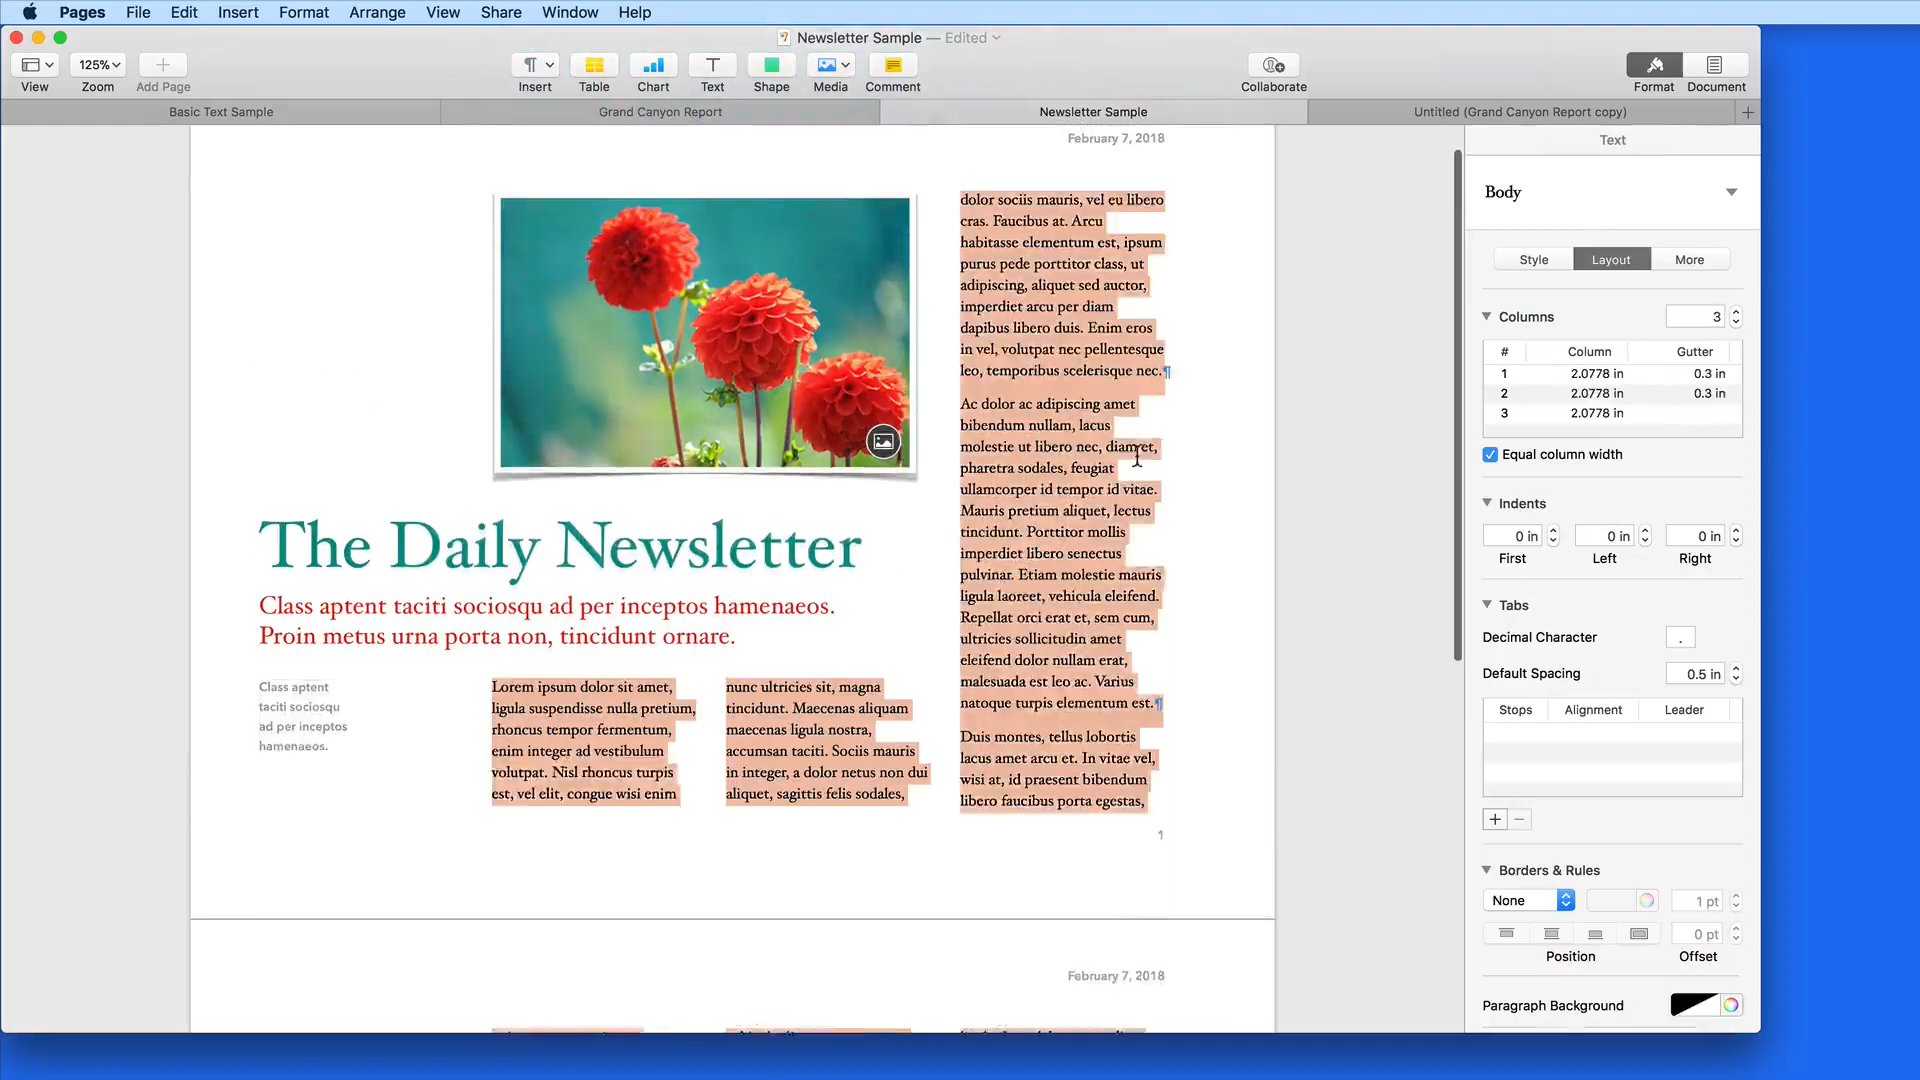 Pages File Edit Insert Format Arrange View Share Window Help
Newsletter Sample — Edited
125%
View Zoom Add Page Insert Table Chart Text Shape Media Comment Collaborate Format Document
Basic Text Sample Grand Canyon Report Newsletter Sample Untitled (Grand Canyon Report copy)
February 7, 2018
The Daily Newsletter
Class aptent taciti sociosqu ad per inceptos hamenaeos.
Proin metus urna porta non, tincidunt ornare.
Class aptent
taciti sociosqu
ad per inceptos
hamenaeos.
Lorem ipsum dolor sit amet,
ligula suspendisse nulla pretium,
rhoncus tempor fermentum,
enim integer ad vestibulum
volutpat. Nisl rhoncus turpis
est, vel elit, congue wisi enim
nunc ultricies sit, magna
tincidunt. Maecenas aliquam
maecenas ligula nostra,
accumsan taciti. Sociis mauris
in integer, a dolor netus non dui
aliquet, sagittis felis sodales,
dolor sociis mauris, vel eu libero
cras. Faucibus at. Arcu
habitasse elementum est, ipsum
purus pede porttitor class, ut
adipiscing, aliquet sed auctor,
imperdiet arcu per diam
dapibus libero duis. Enim eros
in vel, volutpat nec pellentesque
leo, temporibus scelerisque nec.¶
Ac dolor ac adipiscing amet
bibendum nullam, lacus
molestie ut libero nec, diam et,
pharetra sodales, feugiat
ullamcorper id tempor id vitae.
Mauris pretium aliquet, lectus
tincidunt. Porttitor mollis
imperdiet libero senectus
pulvinar. Etiam molestie mauris
ligula laoreet, vehicula eleifend.
Repellat orci erat et, sem cum,
ultricies sollicitudin amet
eleifend dolor nullam erat,
malesuada est leo ac. Varius
natoque turpis elementum est.¶
Duis montes, tellus lobortis
lacus amet arcu et. In vitae vel,
wisi at, id praesent bibendum
libero faucibus porta egestas,
1
February 7, 2018
Text
Body
Style Layout More
Columns 3
# Column Gutter
1 2.0778 in 0.3 in
2 2.0778 in 0.3 in
3 2.0778 in
Equal column width
Indents
0 in 0 in 0 in
First Left Right
Tabs
Decimal Character .
Default Spacing 0.5 in
Stops Alignment Leader
Borders & Rules
None 1 pt
0 pt
Position Offset
Paragraph Background